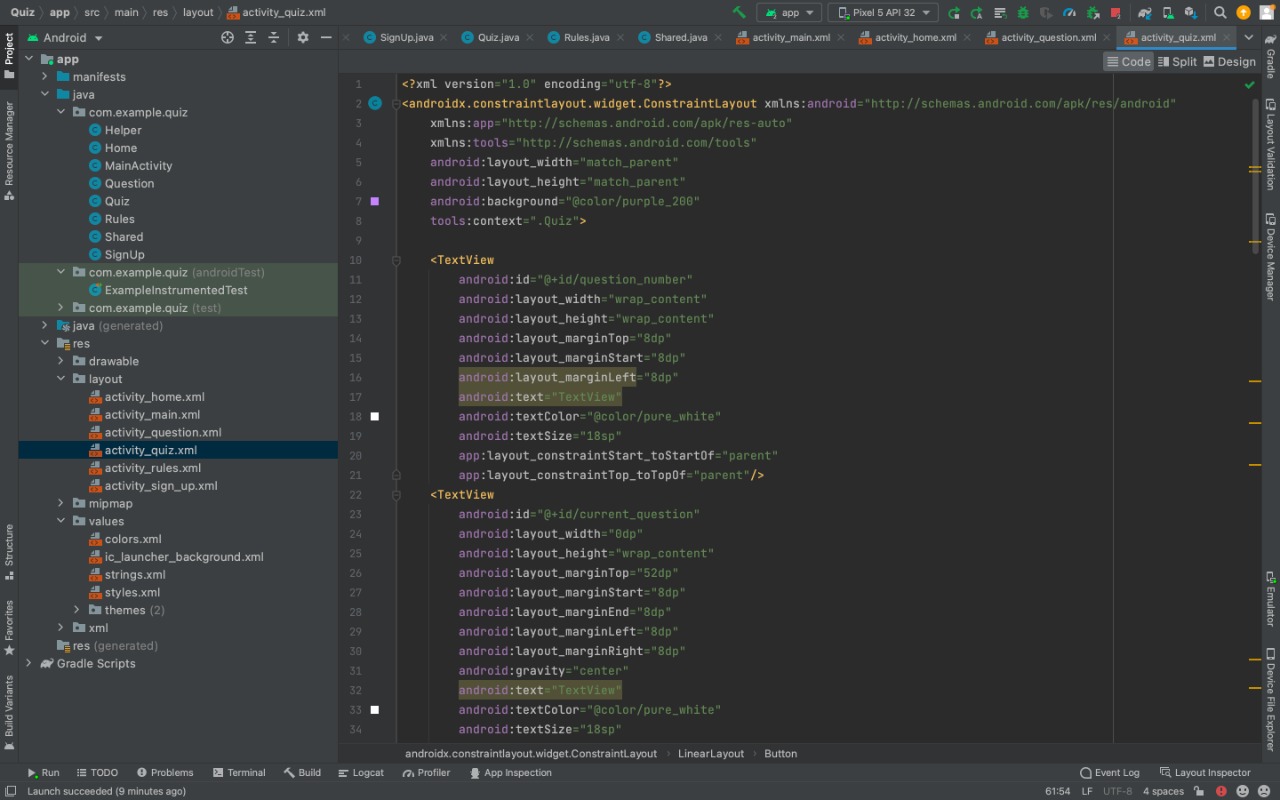 Quiz app src main res layout activity_quiz.xml app Pixel 5 API 32
Project
Android
SignUp.java Quiz.java Rules.java Shared.java activity_main.xml activity_home.xml activity_question.xml activity_quiz.xml
Gradle
Code Split Design
app
manifests
java
com.example.quiz
Helper
Home
MainActivity
Question
Quiz
Rules
Shared
SignUp
com.example.quiz (androidTest)
ExampleInstrumentedTest
com.example.quiz (test)
java (generated)
res
drawable
layout
activity_home.xml
activity_main.xml
activity_question.xml
activity_quiz.xml
activity_rules.xml
activity_sign_up.xml
mipmap
values
colors.xml
ic_launcher_background.xml
strings.xml
styles.xml
themes (2)
xml
res (generated)
Gradle Scripts
Resource Manager
Structure
Favorites
Build Variants
1 <?xml version="1.0" encoding="utf-8"?>
2 <androidx.constraintlayout.widget.ConstraintLayout xmlns:android="http://schemas.android.com/apk/res/android"
3 xmlns:app="http://schemas.android.com/apk/res-auto"
4 xmlns:tools="http://schemas.android.com/tools"
5 android:layout_width="match_parent"
6 android:layout_height="match_parent"
7 android:background="@color/purple_200"
8 tools:context=".Quiz">
9
10 <TextView
11 android:id="@+id/question_number"
12 android:layout_width="wrap_content"
13 android:layout_height="wrap_content"
14 android:layout_marginTop="8dp"
15 android:layout_marginStart="8dp"
16 android:layout_marginLeft="8dp"
17 android:text="TextView"
18 android:textColor="@color/pure_white"
19 android:textSize="18sp"
20 app:layout_constraintStart_toStartOf="parent"
21 app:layout_constraintTop_toTopOf="parent"/>
22 <TextView
23 android:id="@+id/current_question"
24 android:layout_width="0dp"
25 android:layout_height="wrap_content"
26 android:layout_marginTop="52dp"
27 android:layout_marginStart="8dp"
28 android:layout_marginEnd="8dp"
29 android:layout_marginLeft="8dp"
30 android:layout_marginRight="8dp"
31 android:gravity="center"
32 android:text="TextView"
33 android:textColor="@color/pure_white"
34 android:textSize="18sp"
Layout Validation
Device Manager
Emulator
Device File Explorer
androidx.constraintlayout.widget.ConstraintLayout LinearLayout Button
Run TODO Problems Terminal Build Logcat Profiler App Inspection Event Log Layout Inspector
Launch succeeded (9 minutes ago) 61:54 LF UTF-8 4 spaces